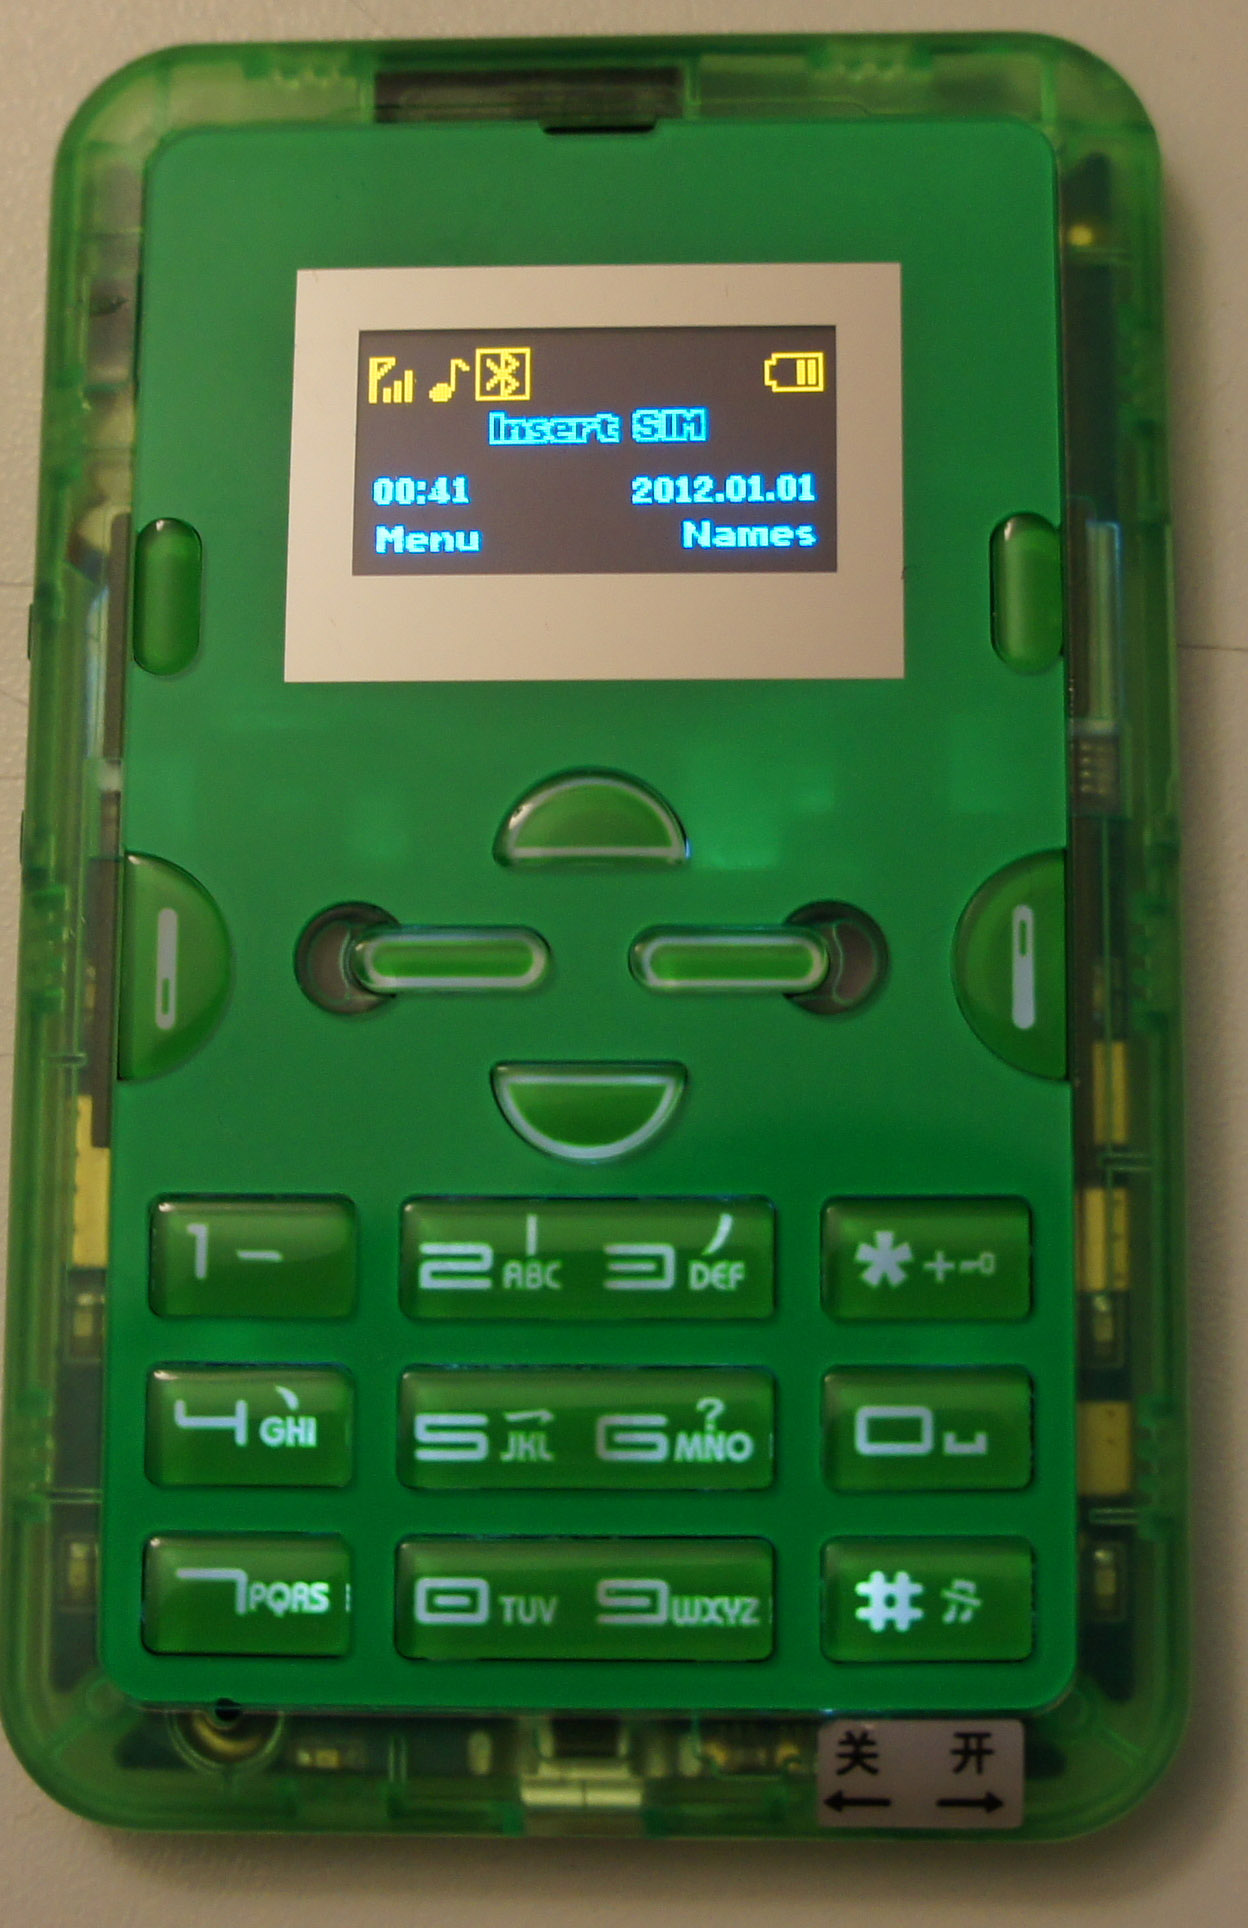 Insert SIM
00:41 2012.01.01
Menu Names
1 2 ABC 3 DEF * +
4 GHI 5 JKL 6 ? MNO 0
7 PQRS 8 TUV 9 WXYZ #
关 开
← →